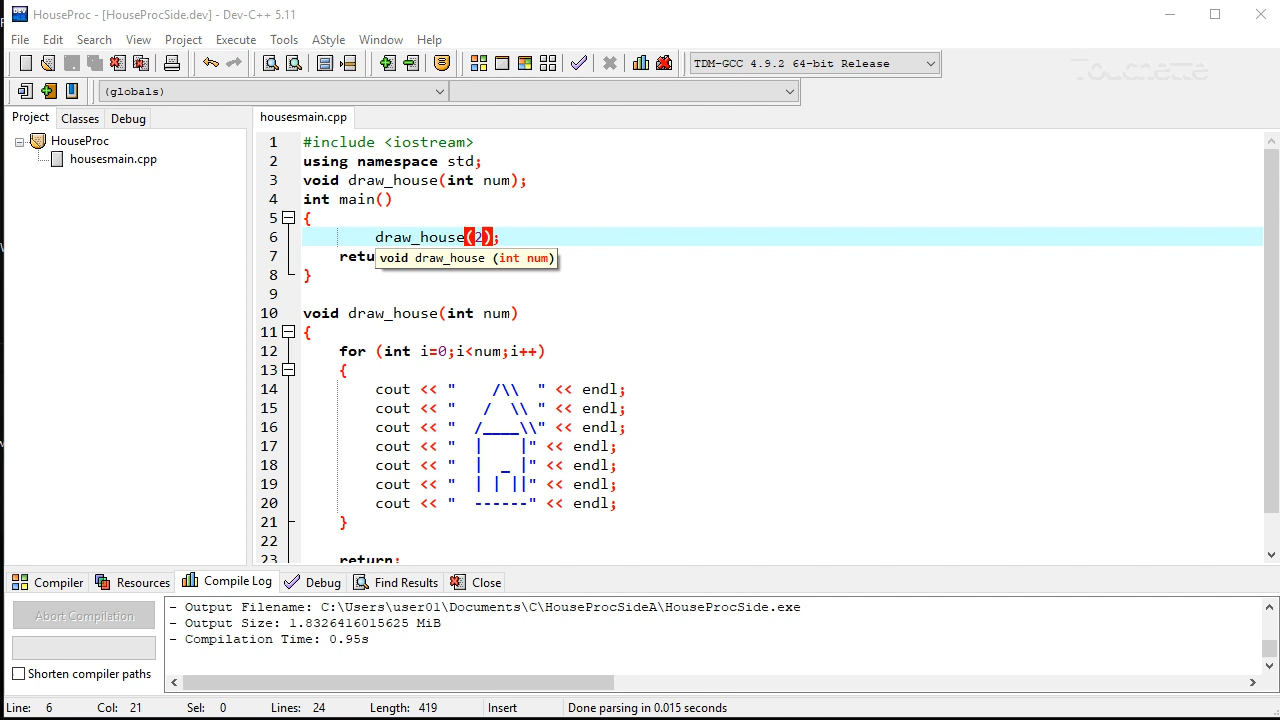 HouseProc - [HouseProcSide.dev] - Dev-C++ 5.11
File Edit Search View Project Execute Tools AStyle Window Help
TDM-GCC 4.9.2 64-bit Release
(globals)
Project Classes Debug
housesmain.cpp
HouseProc
housesmain.cpp
1 #include <iostream>
2 using namespace std;
3 void draw_house(int num);
4 int main()
5 {
6 draw_house(2);
7 retu
void draw_house (int num)
8 }
9
10 void draw_house(int num)
11 {
12 for (int i=0;i<num;i++)
13 {
14 cout << "    /\\  " << endl;
15 cout << "   /  \\ " << endl;
16 cout << "  /____\\" << endl;
17 cout << "  |    |" << endl;
18 cout << "  |  _ |" << endl;
19 cout << "  | | ||" << endl;
20 cout << "  ------" << endl;
21 }
22
23 return;
Compiler Resources Compile Log Debug Find Results Close
Abort Compilation
Shorten compiler paths
- Output Filename: C:\Users\user01\Documents\C\HouseProcSideA\HouseProcSide.exe
- Output Size: 1.8326416015625 MiB
- Compilation Time: 0.95s
Line: 6 Col: 21 Sel: 0 Lines: 24 Length: 419 Insert Done parsing in 0.015 seconds